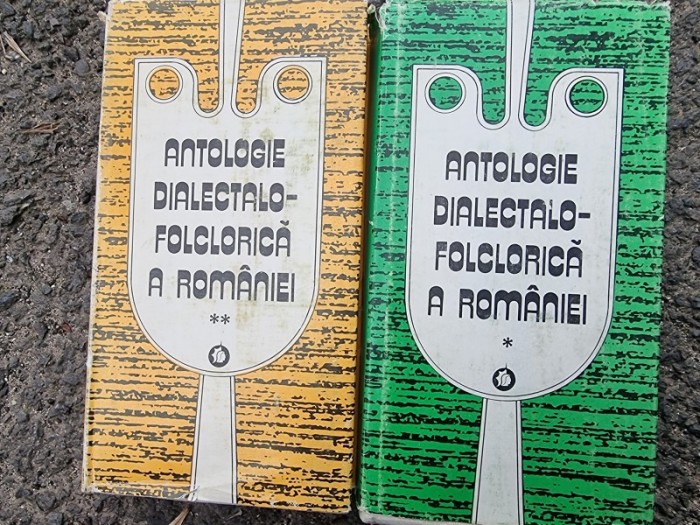 ANTOLOGIE
DIALECTALO-
FOLCLORICĂ
A ROMÂNIEI
**
ANTOLOGIE
DIALECTALO-
FOLCLORICĂ
A ROMÂNIEI
*